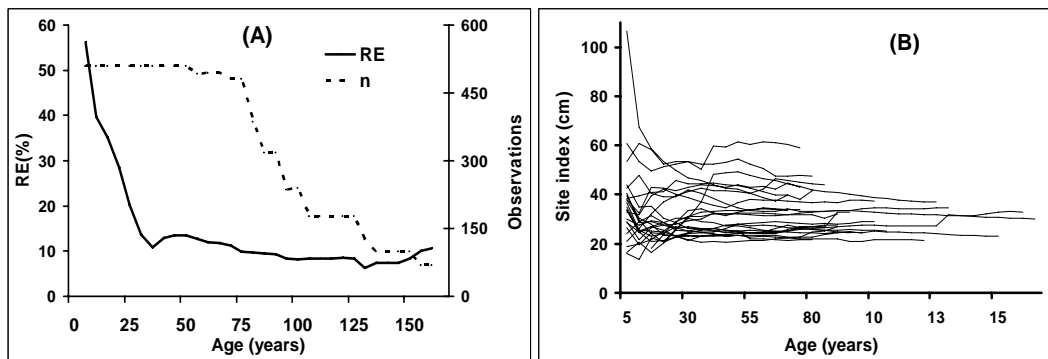 (A)
RE
n
60
50
40
30
20
10
0
RE(%)
600
450
300
150
0
Observations
0 25 50 75 100 125 150
Age (years)
(B)
100
80
60
40
20
0
Site index (cm)
5 30 55 80 10 13 15
Age (years)